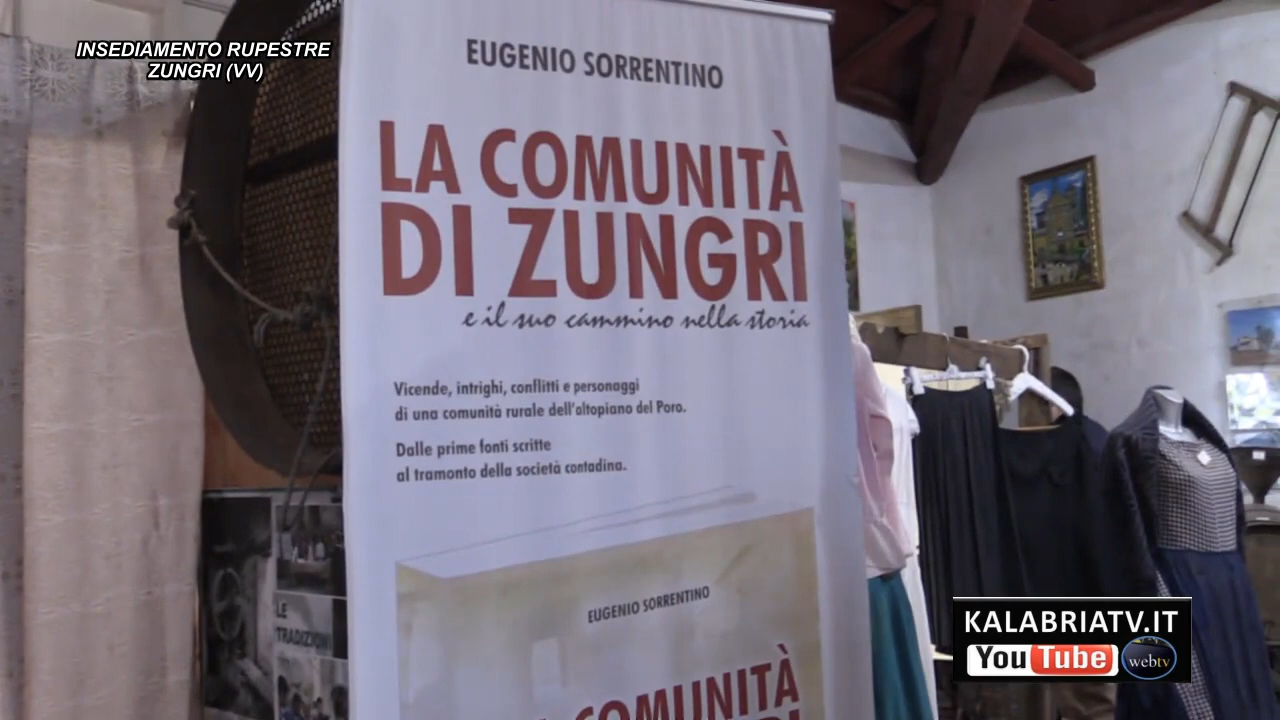 INSEDIAMENTO RUPESTRE
ZUNGRI (VV)
EUGENIO SORRENTINO
LA COMUNITÀ
DI ZUNGRI
e il suo cammino nella storia
Vicende, intrighi, conflitti e personaggi
di una comunità rurale dell'altopiano del Poro.
Dalle prime fonti scritte
al tramonto della società contadina.
EUGENIO SORRENTINO
COMUNITÀ
LE
TRADIZIONI
KALABRIATV.IT
YouTube webtv